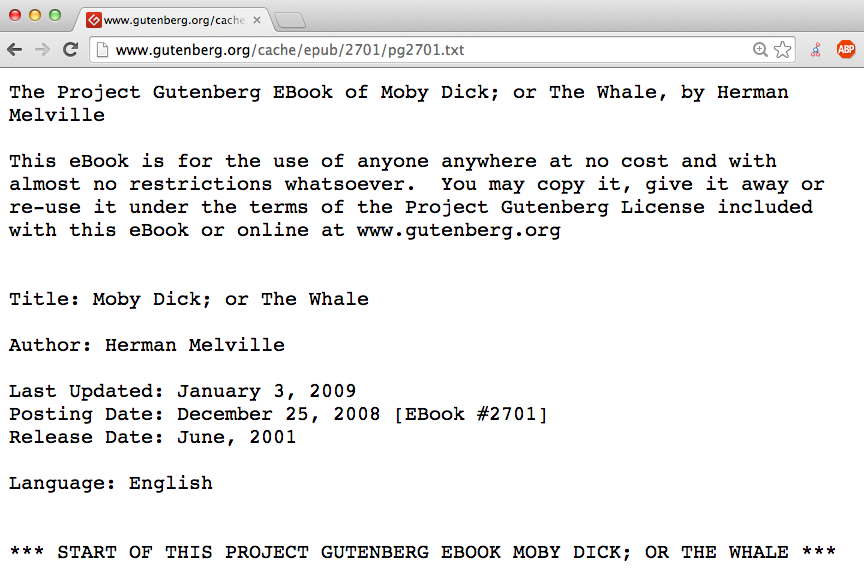 www.gutenberg.org/cache
www.gutenberg.org/cache/epub/2701/pg2701.txt
ABP
The Project Gutenberg EBook of Moby Dick; or The Whale, by Herman
Melville
This eBook is for the use of anyone anywhere at no cost and with
almost no restrictions whatsoever.  You may copy it, give it away or
re-use it under the terms of the Project Gutenberg License included
with this eBook or online at www.gutenberg.org
Title: Moby Dick; or The Whale
Author: Herman Melville
Last Updated: January 3, 2009
Posting Date: December 25, 2008 [EBook #2701]
Release Date: June, 2001
Language: English
*** START OF THIS PROJECT GUTENBERG EBOOK MOBY DICK; OR THE WHALE ***